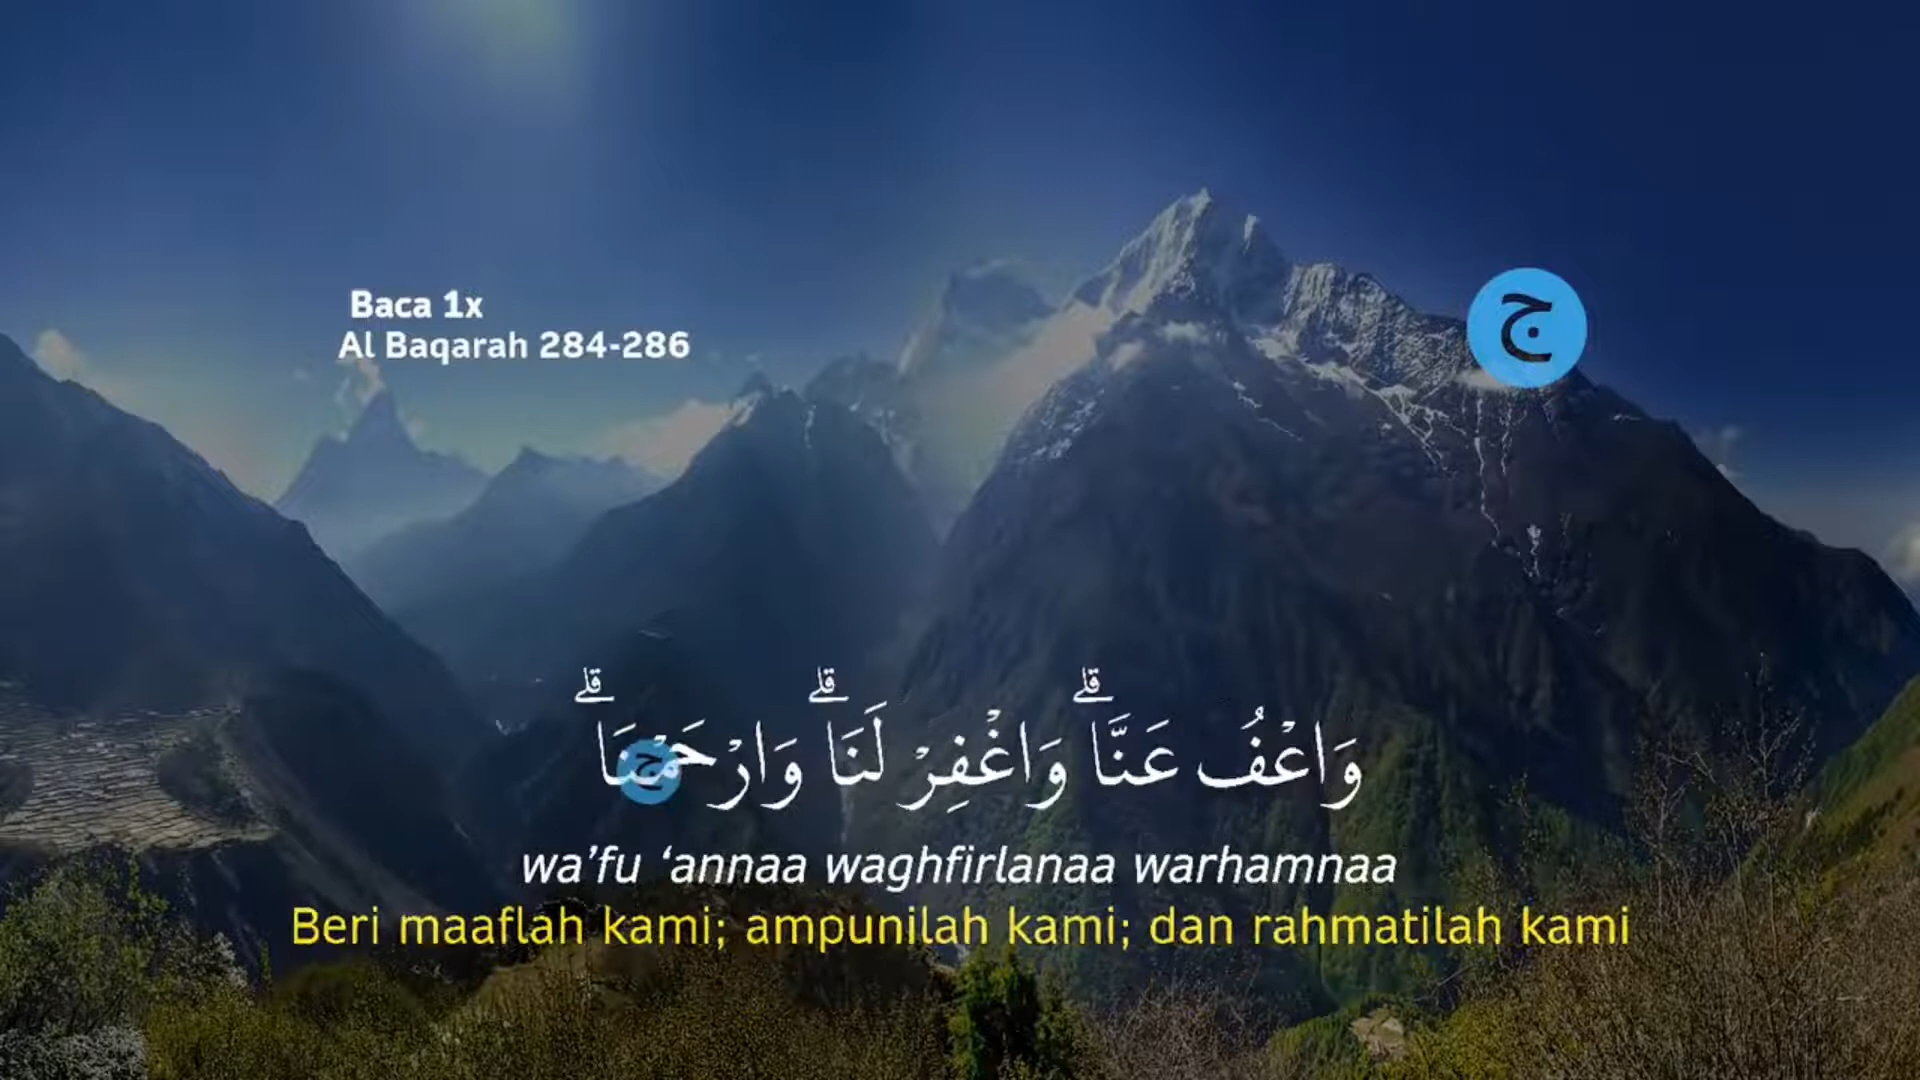 Baca 1x
Al Baqarah 284-286
ج
وَاعْفُ عَنَّاۗ وَاغْفِرْ لَنَاۗ وَارْحَمْنَاۗ
ج
wa’fu ‘annaa waghfirlanaa warhamnaa
Beri maaflah kami; ampunilah kami; dan rahmatilah kami